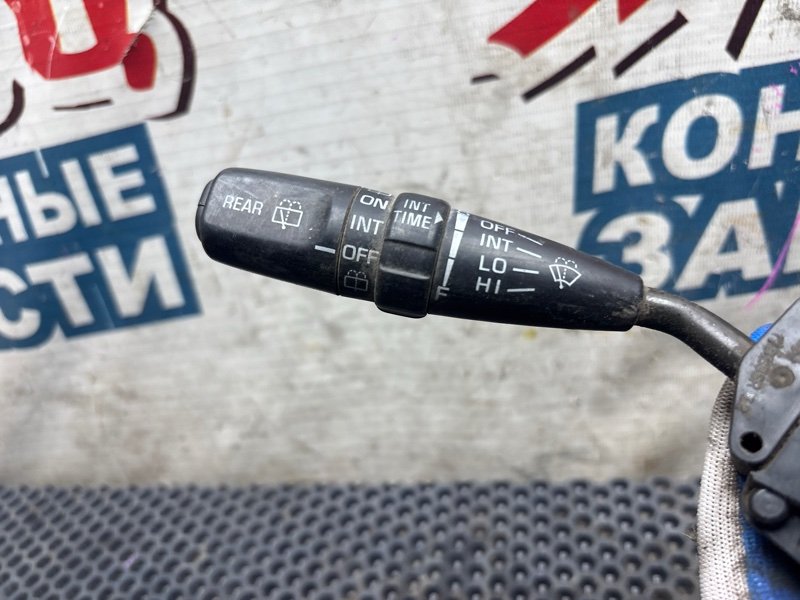 REAR
ON
INT
OFF
INT
TIME
F
OFF
INT
LO
HI
НЫЕ
СТИ
КОН
ЗА